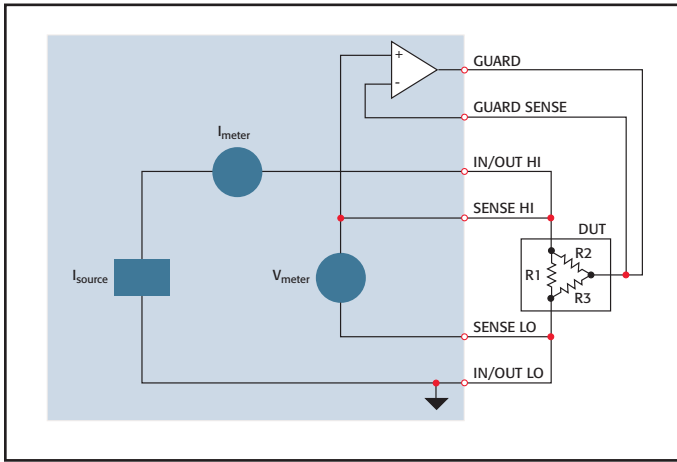 +
GUARD
-
GUARD SENSE
Imeter
IN/OUT HI
SENSE HI
DUT
R2
R1
R3
Isource
Vmeter
SENSE LO
IN/OUT LO